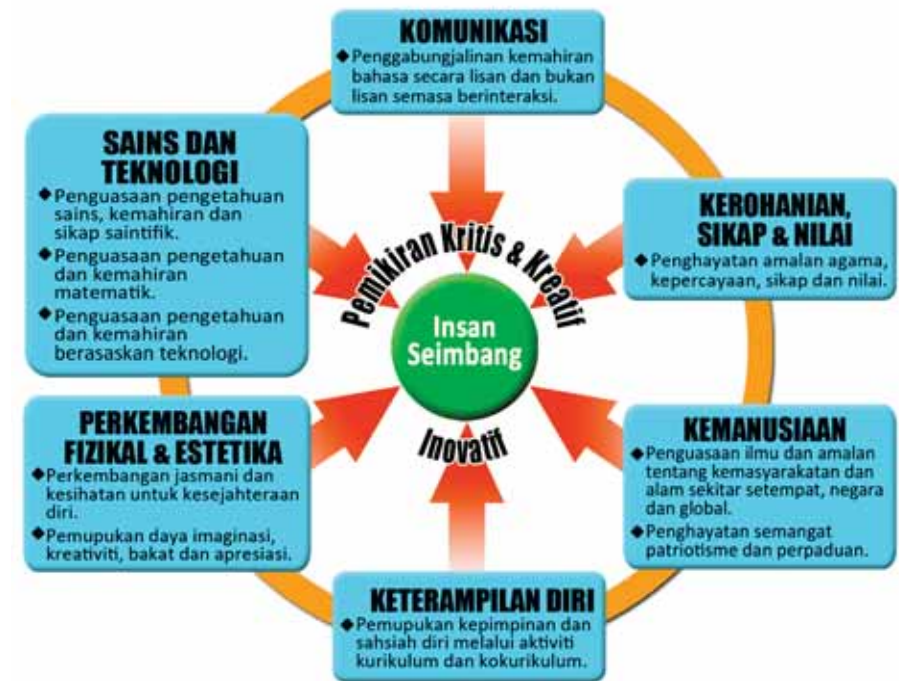 KOMUNIKASI
◆Penggabungjalinan kemahiran
bahasa secara lisan dan bukan
lisan semasa berinteraksi.
SAINS DAN
TEKNOLOGI
◆Penguasaan pengetahuan
sains, kemahiran dan
sikap saintifik.
◆Penguasaan pengetahuan
dan kemahiran
matematik.
◆Penguasaan pengetahuan
dan kemahiran
berasaskan teknologi.
KEROHANIAN,
SIKAP & NILAI
◆Penghayatan amalan agama,
kepercayaan, sikap dan nilai.
Pemikiran Kritis & Kreatif
Insan
Seimbang
Inovatif
PERKEMBANGAN
FIZIKAL & ESTETIKA
◆Perkembangan jasmani dan
kesihatan untuk kesejahteraan
diri.
◆Pemupukan daya imaginasi,
kreativiti, bakat dan apresiasi.
KEMANUSIAAN
◆Penguasaan ilmu dan amalan
tentang kemasyarakatan dan
alam sekitar setempat, negara
dan global.
◆Penghayatan semangat
patriotisme dan perpaduan.
KETERAMPILAN DIRI
◆Pemupukan kepimpinan dan
sahsiah diri melalui aktiviti
kurikulum dan kokurikulum.